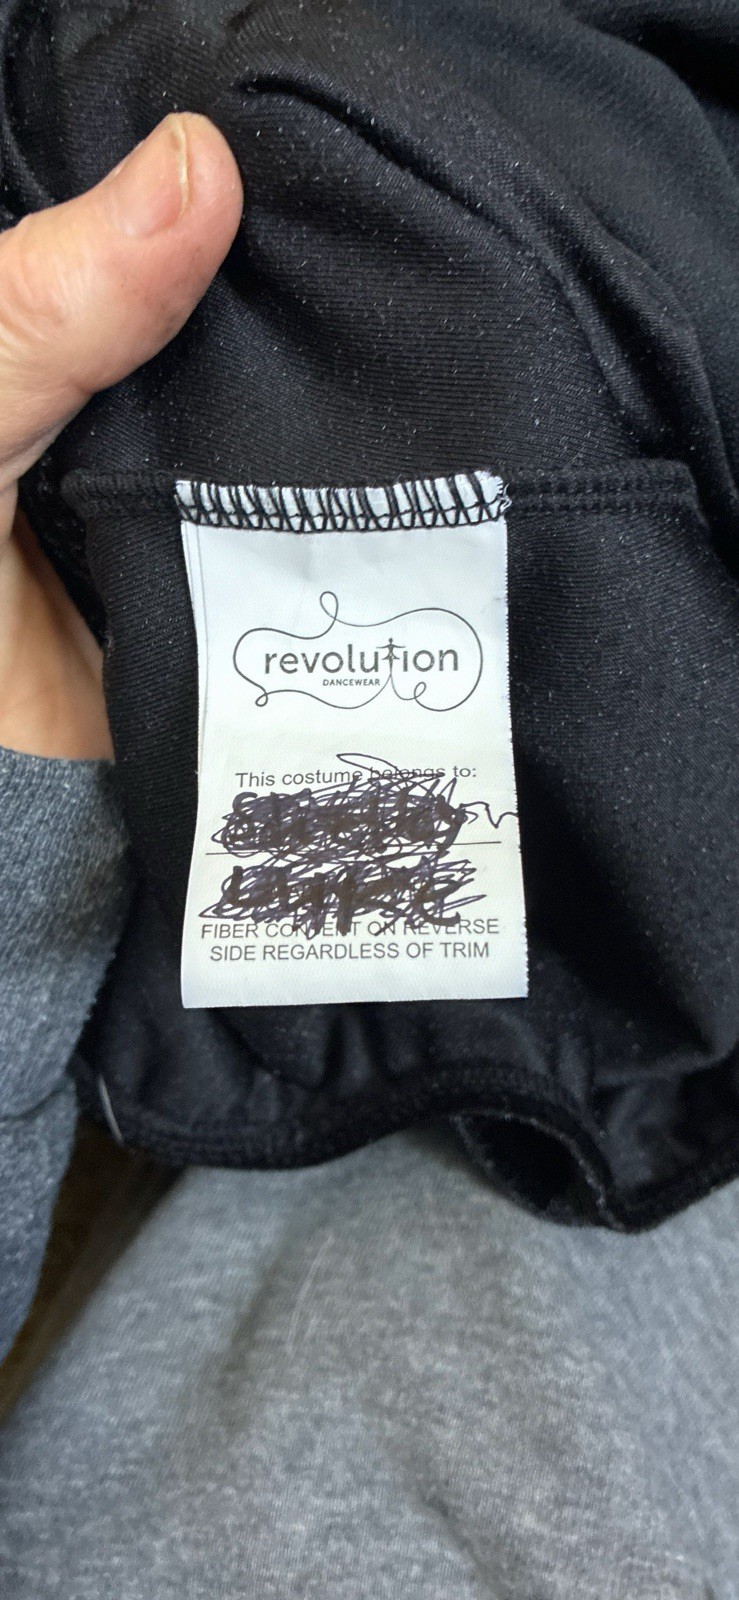 revolution
DANCEWEAR
This costume belongs to:
FIBER CONTENT ON REVERSE
SIDE REGARDLESS OF TRIM